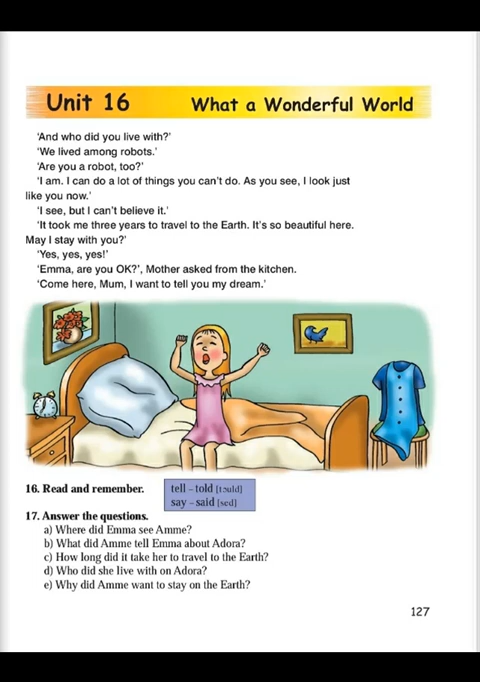 Unit 16 What a Wonderful World
‘And who did you live with?’
‘We lived among robots.’
‘Are you a robot, too?’
‘I am. I can do a lot of things you can’t do. As you see, I look just
like you now.’
‘I see, but I can’t believe it.’
‘It took me three years to travel to the Earth. It’s so beautiful here.
May I stay with you?’
‘Yes, yes, yes!’
‘Emma, are you OK?’, Mother asked from the kitchen.
‘Come here, Mum, I want to tell you my dream.’
16. Read and remember.
tell – told [təuld]
say – said [sed]
17. Answer the questions.
a) Where did Emma see Amme?
b) What did Amme tell Emma about Adora?
c) How long did it take her to travel to the Earth?
d) Who did she live with on Adora?
e) Why did Amme want to stay on the Earth?
127